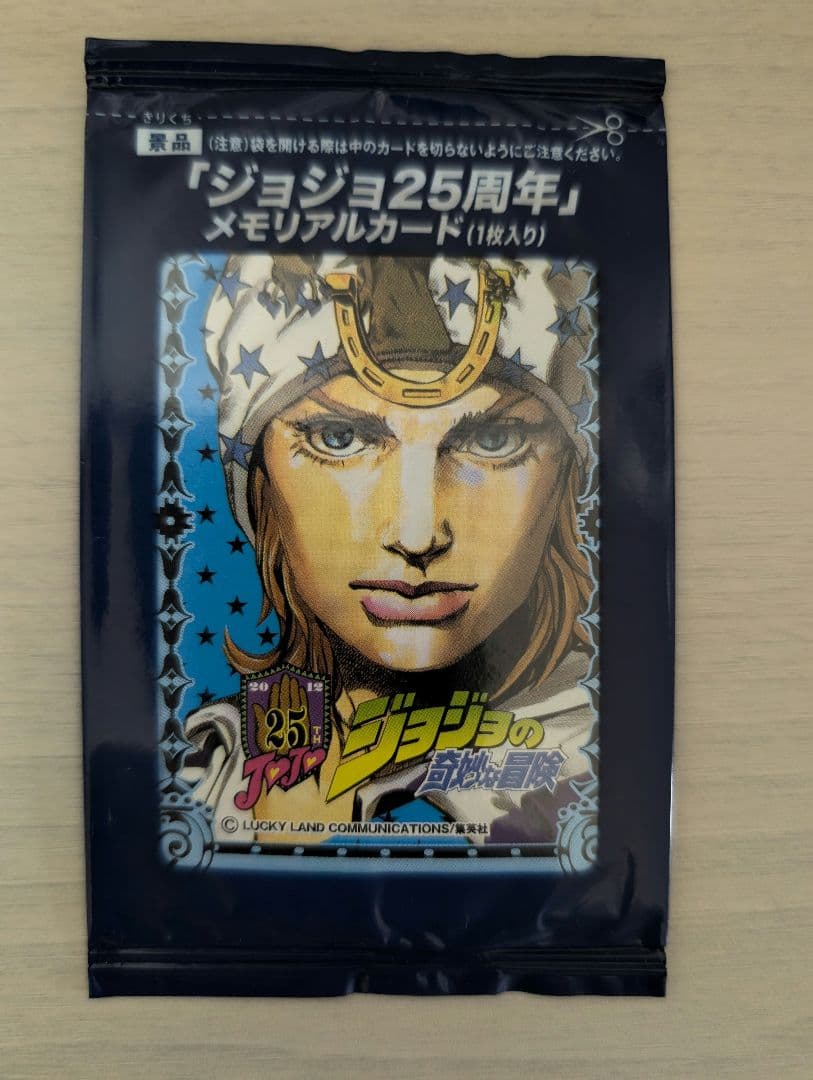 きりくち
景品 (注意)袋を開ける際は中のカードを切らないようにご注意ください。
「ジョジョ25周年」
メモリアルカード(1枚入り)
2012
25TH
JOJO
ジョジョの
奇妙な冒険
© LUCKY LAND COMMUNICATIONS/集英社